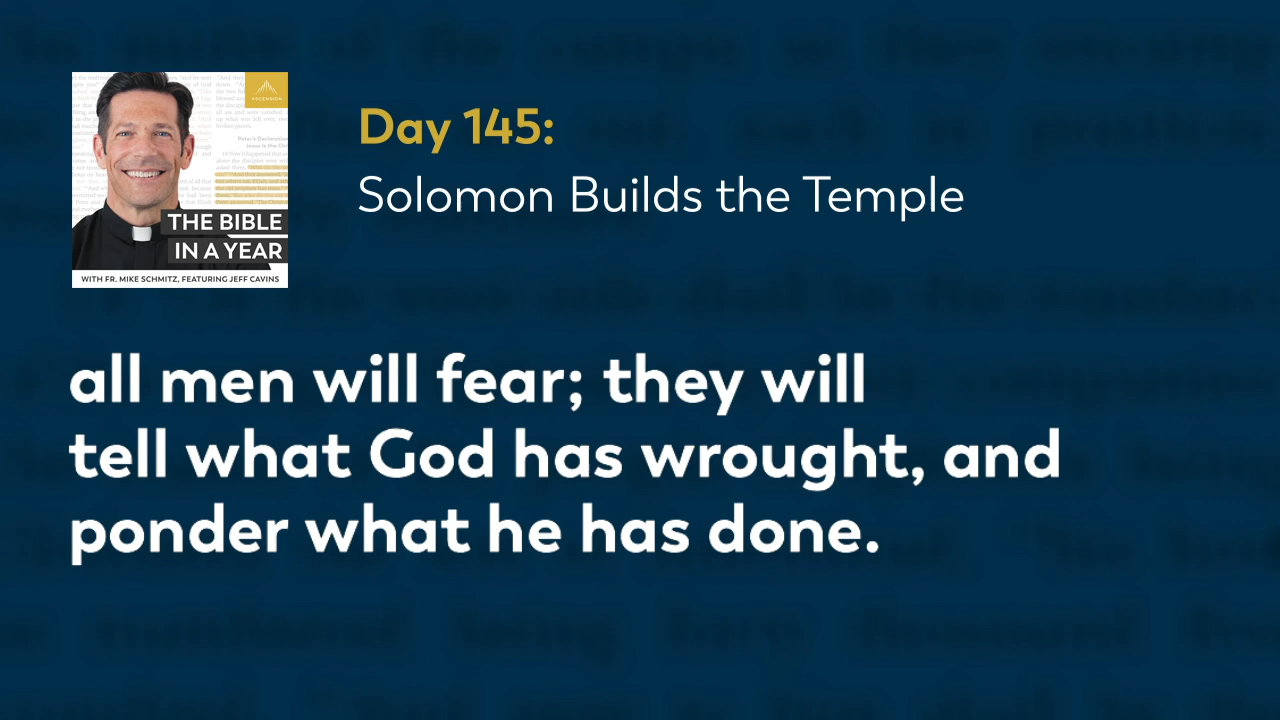 ASCENSION
THE BIBLE
IN A YEAR
WITH FR. MIKE SCHMITZ, FEATURING JEFF CAVINS
Day 145:
Solomon Builds the Temple
all men will fear; they will
tell what God has wrought, and
ponder what he has done.